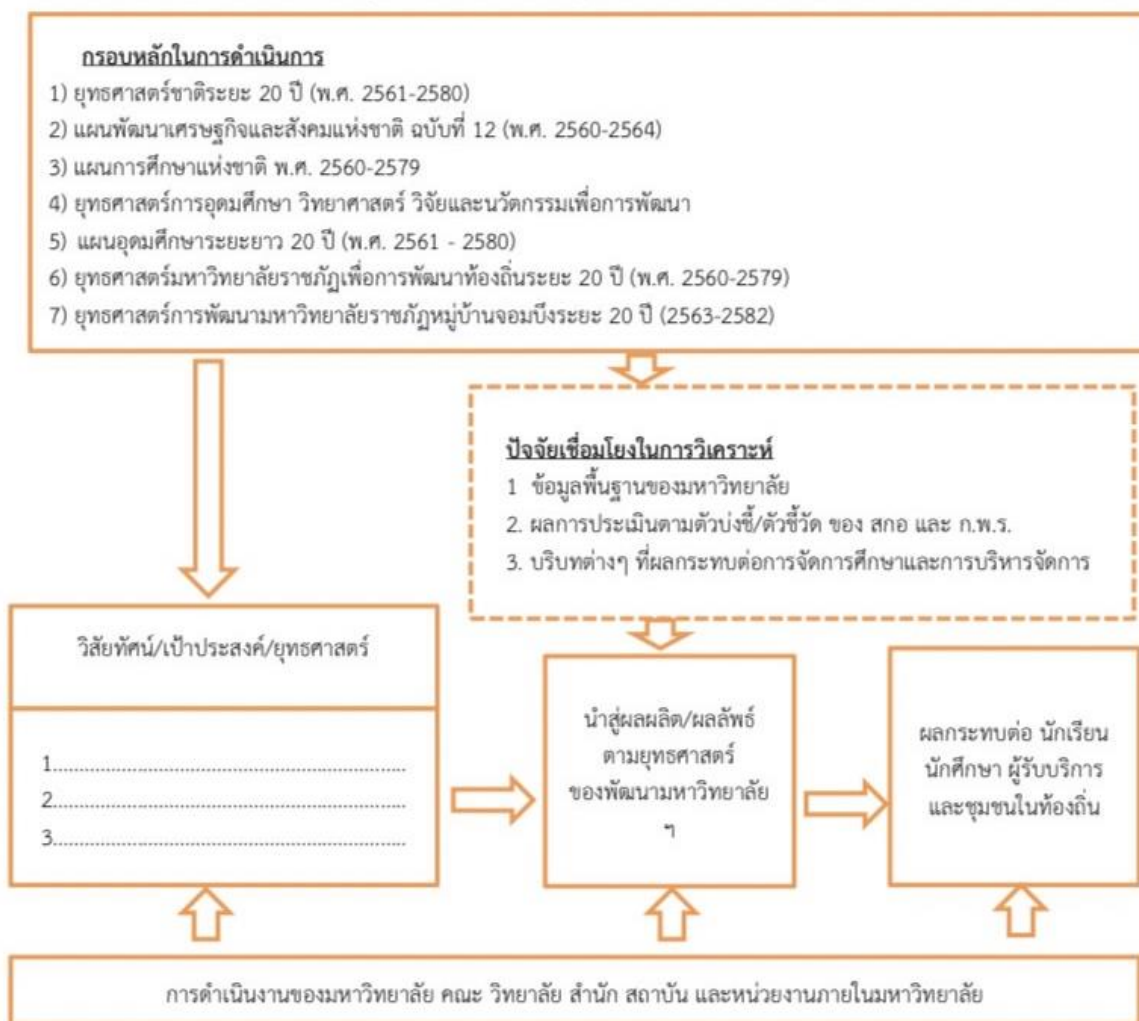 กรอบหลักในการดำเนินการ
1) ยุทธศาสตร์ชาติระยะ 20 ปี (พ.ศ. 2561-2580)
2) แผนพัฒนาเศรษฐกิจและสังคมแห่งชาติ ฉบับที่ 12 (พ.ศ. 2560-2564)
3) แผนการศึกษาแห่งชาติ พ.ศ. 2560-2579
4) ยุทธศาสตร์การอุดมศึกษา วิทยาศาสตร์ วิจัยและนวัตกรรมเพื่อการพัฒนา
5) แผนอุดมศึกษาระยะยาว 20 ปี (พ.ศ. 2561 - 2580)
6) ยุทธศาสตร์มหาวิทยาลัยราชภัฏเพื่อการพัฒนาท้องถิ่นระยะ 20 ปี (พ.ศ. 2560-2579)
7) ยุทธศาสตร์การพัฒนามหาวิทยาลัยราชภัฏหมู่บ้านจอมบึงระยะ 20 ปี (2563-2582)
ปัจจัยเชื่อมโยงในการวิเคราะห์
1 ข้อมูลพื้นฐานของมหาวิทยาลัย
2. ผลการประเมินตามตัวบ่งชี้/ตัวชี้วัด ของ สกอ และ ก.พ.ร.
3. บริบทต่างๆ ที่ผลกระทบต่อการจัดการศึกษาและการบริหารจัดการ
วิสัยทัศน์/เป้าประสงค์/ยุทธศาสตร์
1....................................................................
2....................................................................
3....................................................................
นำสู่ผลผลิต/ผลลัพธ์
ตามยุทธศาสตร์
ของพัฒนามหาวิทยาลัย
ฯ
ผลกระทบต่อ นักเรียน
นักศึกษา ผู้รับบริการ
และชุมชนในท้องถิ่น
การดำเนินงานของมหาวิทยาลัย คณะ วิทยาลัย สำนัก สถาบัน และหน่วยงานภายในมหาวิทยาลัย